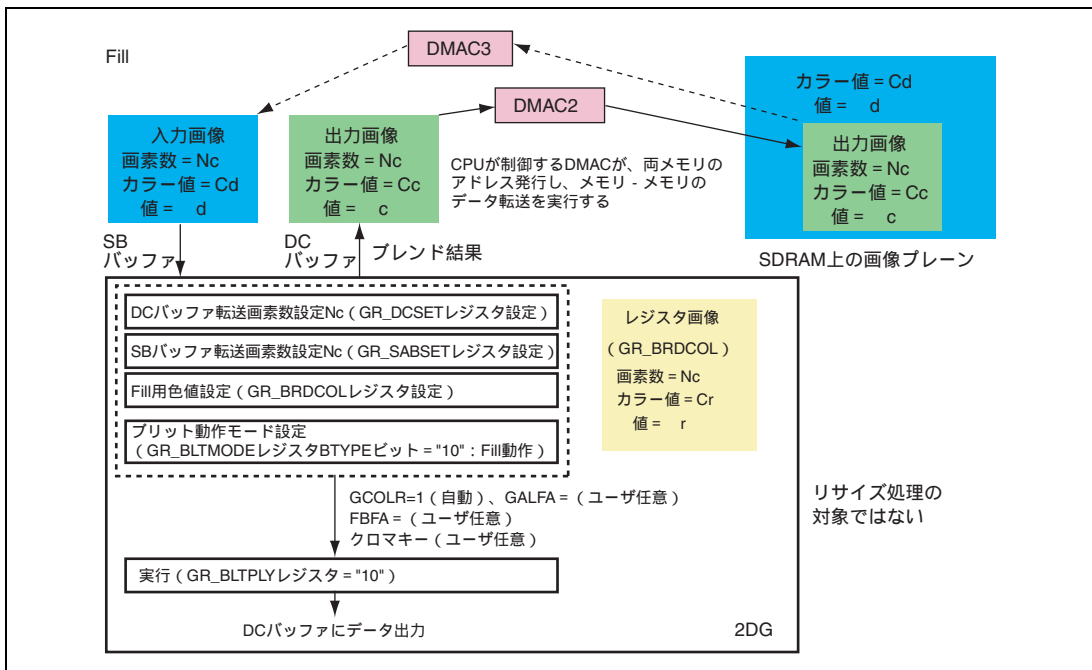 Fill
DMAC3
DMAC2
入力画像
画素数 = Nc
カラー値 = Cd
値 = d
出力画像
画素数 = Nc
カラー値 = Cc
値 = c
CPUが制御するDMACが、両メモリの
アドレス発行し、メモリ - メモリの
データ転送を実行する
カラー値 = Cd
値 = d
出力画像
画素数 = Nc
カラー値 = Cc
値 = c
SDRAM上の画像プレーン
SB
バッファ
DC
バッファ
ブレンド結果
DCバッファ転送画素数設定Nc（GR_DCSETレジスタ設定）
SBバッファ転送画素数設定Nc（GR_SABSETレジスタ設定）
Fill用色値設定（GR_BRDCOLレジスタ設定）
ブリット動作モード設定
（GR_BLTMODEレジスタBTYPEビット = "10"：Fill動作）
レジスタ画像
（GR_BRDCOL）
画素数 = Nc
カラー値 = Cr
値 = r
GCOLR=1（自動）、GALFA =（ユーザ任意）
FBFA =（ユーザ任意）
クロマキー（ユーザ任意）
リサイズ処理の
対象ではない
実行（GR_BLTPLYレジスタ = "10"）
DCバッファにデータ出力
2DG